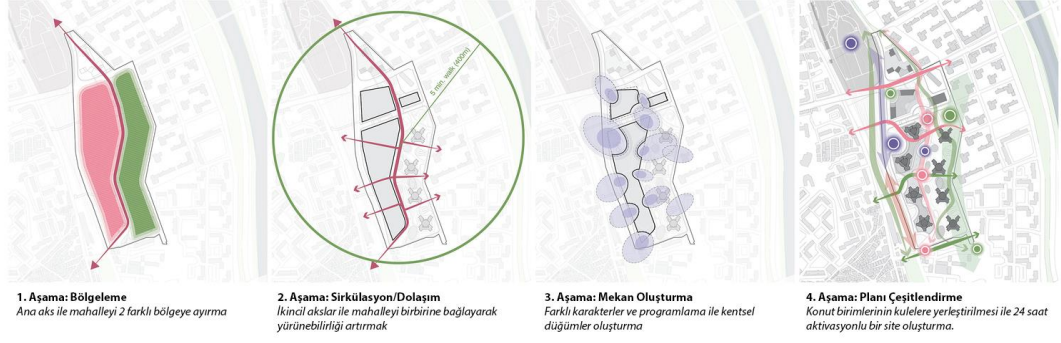 5 min. walk (400m)
1. Aşama: Bölgeleme
Ana aks ile mahalleyi 2 farklı bölgeye ayırma
2. Aşama: Sirkülasyon/Dolaşım
İkincil akslar ile mahalleyi birbirine bağlayarak
yürünebilirliği artırmak
3. Aşama: Mekan Oluşturma
Farklı karakterler ve programlama ile kentsel
düğümler oluşturma
4. Aşama: Planı Çeşitlendirme
Konut birimlerinin kulelere yerleştirilmesi ile 24 saat
aktivasyonlu bir site oluşturma.